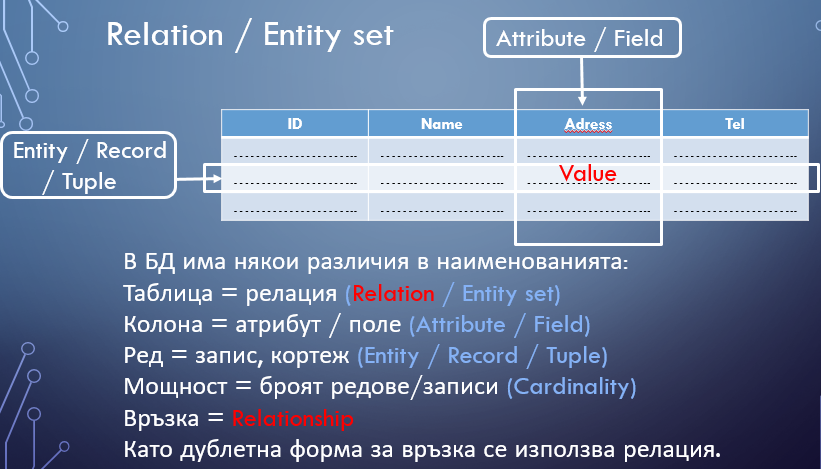 Relation / Entity set
Attribute / Field
ID Name Adress Tel
Entity / Record
/ Tuple
Value
В БД има някои различия в наименованията:
Таблица = релация (Relation / Entity set)
Колона = атрибут / поле (Attribute / Field)
Ред = запис, кортеж (Entity / Record / Tuple)
Мощност = броят редове/записи (Cardinality)
Връзка = Relationship
Като дублетна форма за връзка се използва релация.